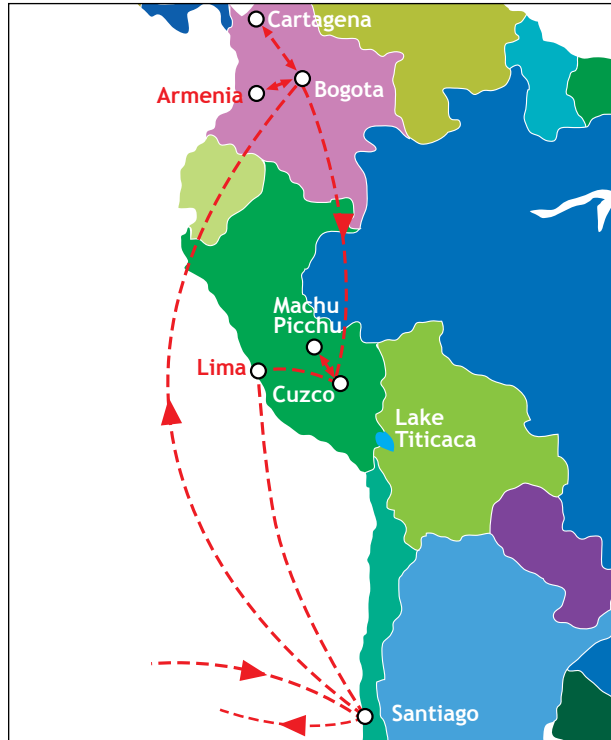 Cartagena
Armenia
Bogota
Machu
Picchu
Lima
Cuzco
Lake
Titicaca
Santiago